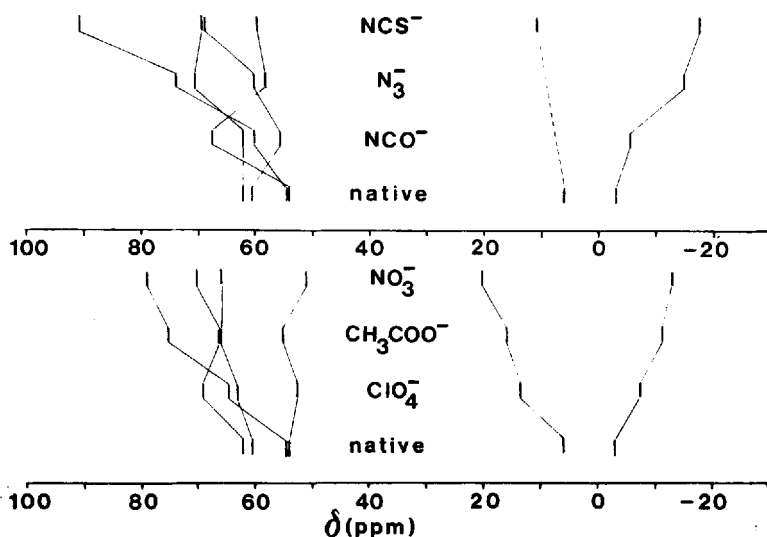 NCS⁻
N₃⁻
NCO⁻
native
100 80 60 40 20 0 -20
NO₃⁻
CH₃COO⁻
ClO₄⁻
native
100 80 60 40 20 0 -20
δ(ppm)